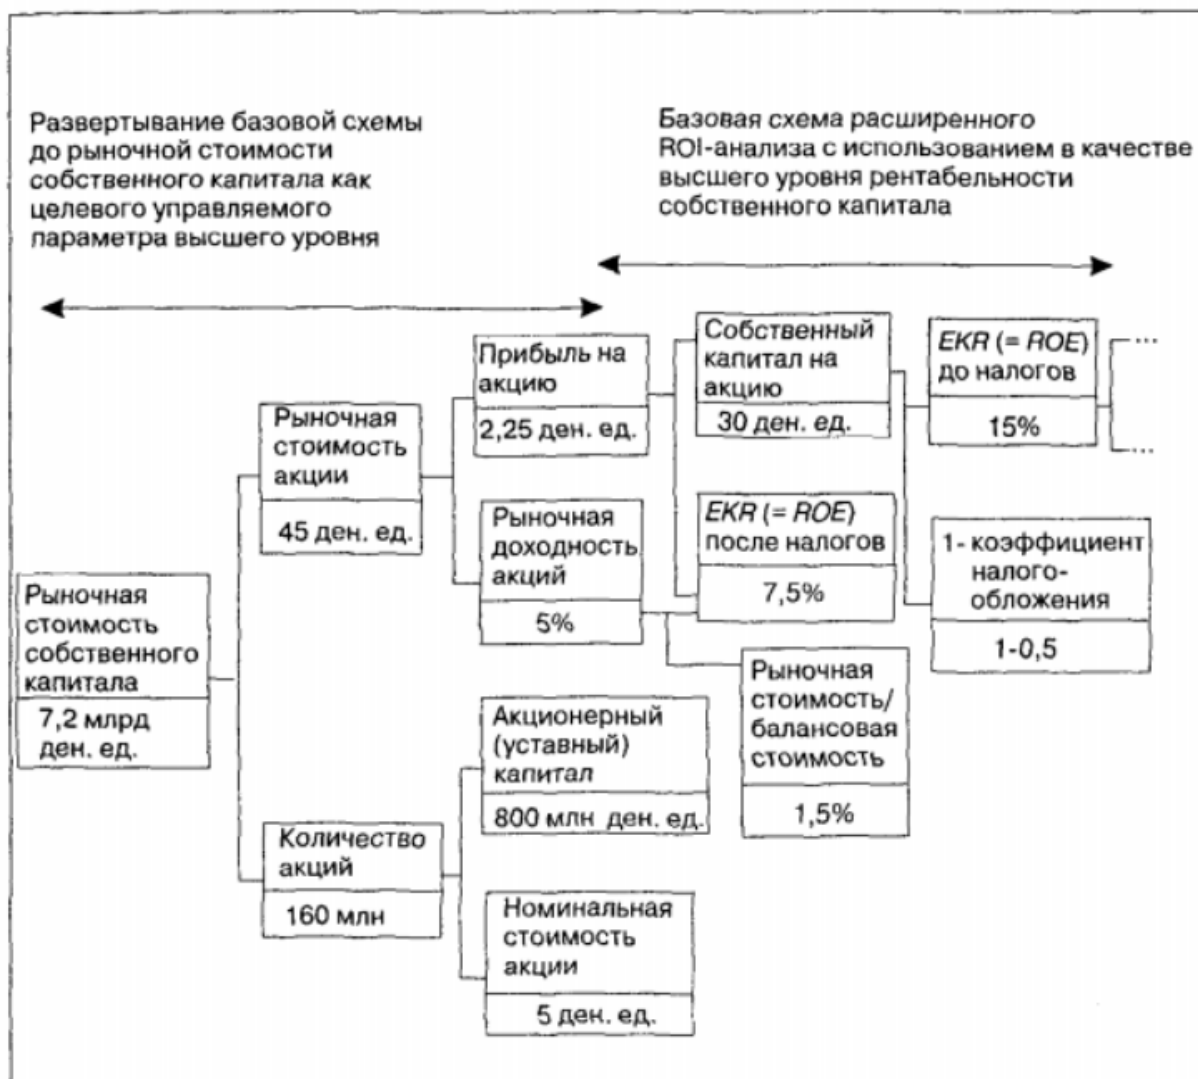 Развертывание базовой схемы
до рыночной стоимости
собственного капитала как
целевого управляемого
параметра высшего уровня
Базовая схема расширенного
ROI-анализа с использованием в качестве
высшего уровня рентабельности
собственного капитала
Рыночная
стоимость
собственного
капитала
7,2 млрд
ден. ед.
Рыночная
стоимость
акции
45 ден. ед.
Количество
акций
160 млн
Прибыль на
акцию
2,25 ден. ед.
Рыночная
доходность
акций
5%
Акционерный
(уставный)
капитал
800 млн ден. ед.
Номинальная
стоимость
акции
5 ден. ед.
Собственный
капитал на
акцию
30 ден. ед.
EKR (= ROE)
после налогов
7,5%
Рыночная
стоимость/
балансовая
стоимость
1,5%
EKR (= ROE)
до налогов
15%
...
...
1- коэффициент
налого-
обложения
1-0,5